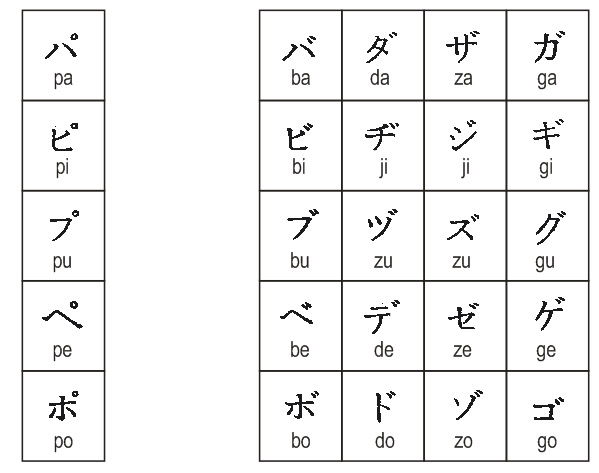 パ バ ダ ザ ガ
pa ba da za ga
ピ ビ ヂ ジ ギ
pi bi ji ji gi
プ ブ ヅ ズ グ
pu bu zu zu gu
ペ ベ デ ゼ ゲ
pe be de ze ge
ポ ボ ド ゾ ゴ
po bo do zo go